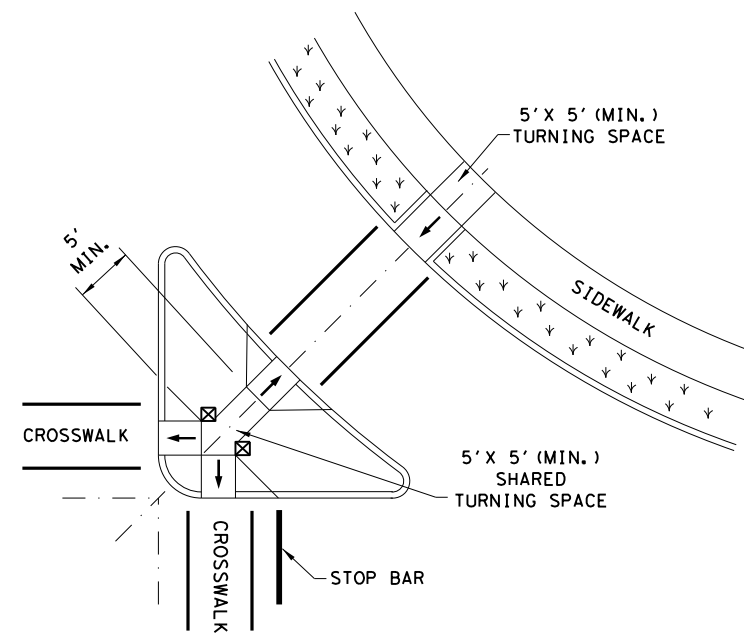 5'X 5'(MIN.)
TURNING SPACE
5'
MIN.
SIDEWALK
CROSSWALK
5'X 5'(MIN.)
SHARED
TURNING SPACE
CROSSWALK
STOP BAR